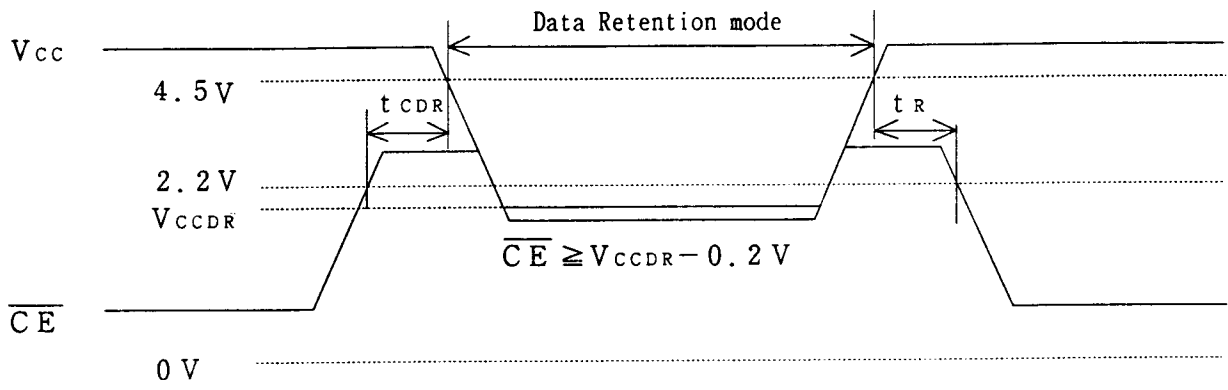 Data Retention mode
Vcc
4.5V
tCDR
tR
2.2V
VCCDR
CE ≧ VCCDR − 0.2V
CE
0V